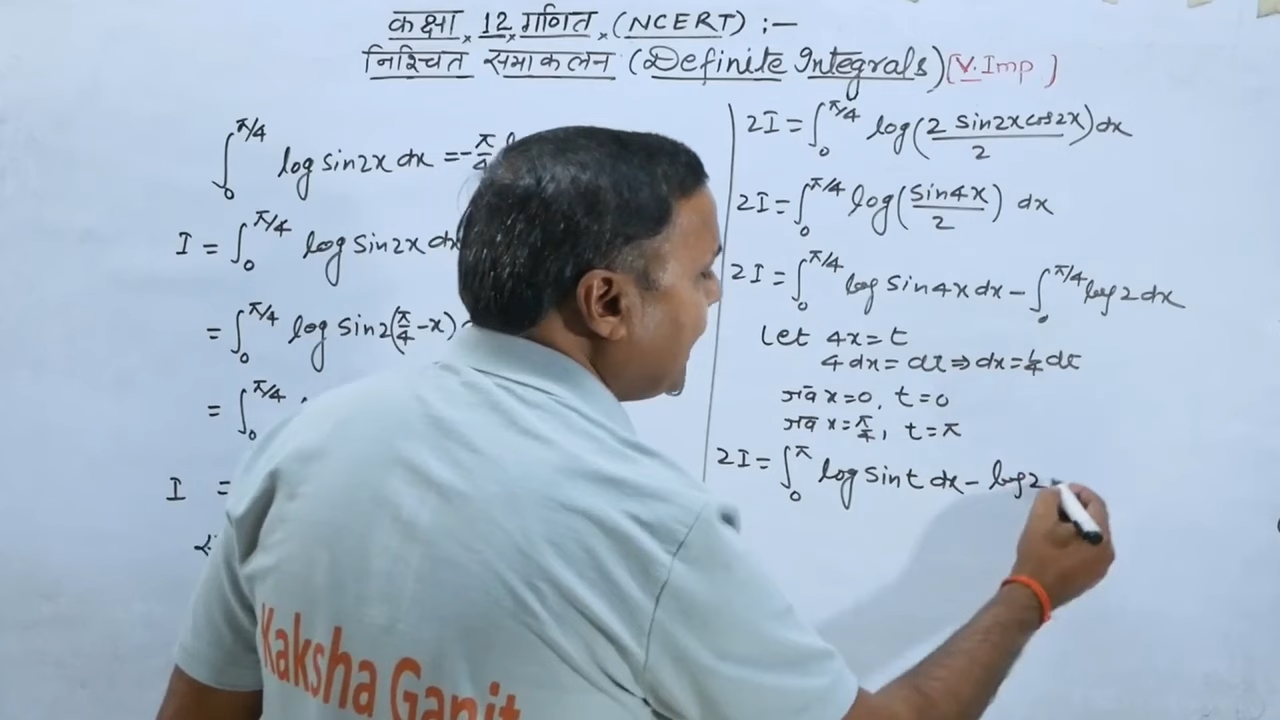 कक्षा × 12 × गणित × (NCERT) :—
निश्चित समाकलन (Definite Integrals) [V. Imp]
∫₀^π/4 log sin2x dx = -π/4
I = ∫₀^π/4 log sin2x dx
= ∫₀^π/4 log sin2(π/4-x)
= ∫₀^π/4
I =
2I = ∫₀^π/4 log(2 sin2x cos2x/2) dx
2I = ∫₀^π/4 log(sin4x/2) dx
2I = ∫₀^π/4 log sin4x dx - ∫₀^π/4 log2 dx
Let 4x = t
4dx = dt ⇒ dx = 1/4 dt
जब x=0, t=0
जब x=π/4, t=π
2I = ∫₀^π log sint dx - log2
Kaksha Ganit